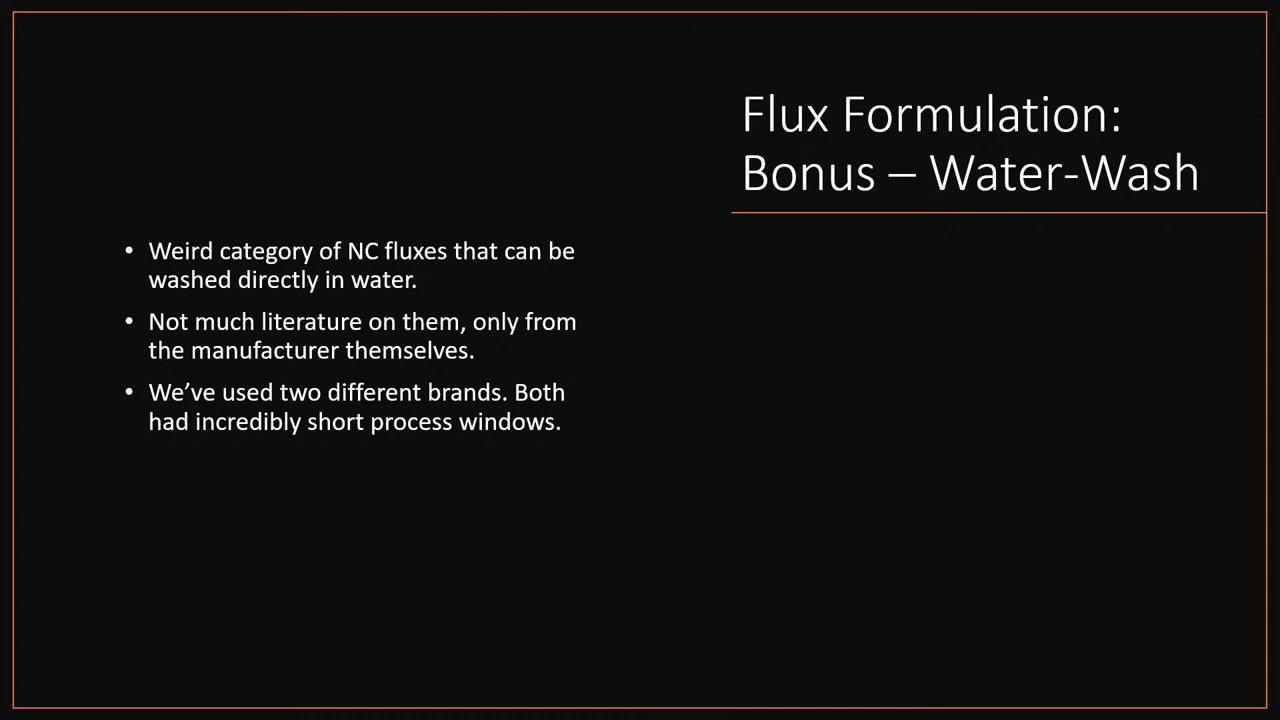 Flux Formulation:
Bonus – Water-Wash
• Weird category of NC fluxes that can be
washed directly in water.
• Not much literature on them, only from
the manufacturer themselves.
• We’ve used two different brands. Both
had incredibly short process windows.